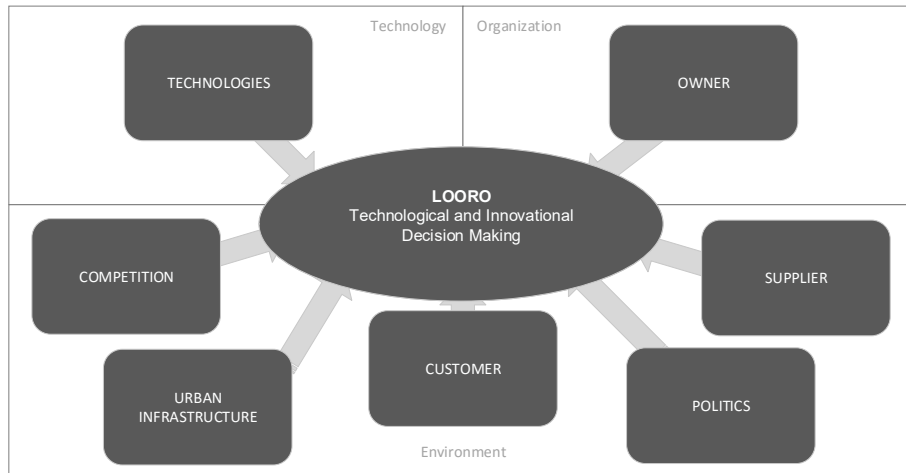 Technology
Organization
TECHNOLOGIES
OWNER
LOORO
Technological and Innovational
Decision Making
COMPETITION
SUPPLIER
CUSTOMER
URBAN
INFRASTRUCTURE
POLITICS
Environment